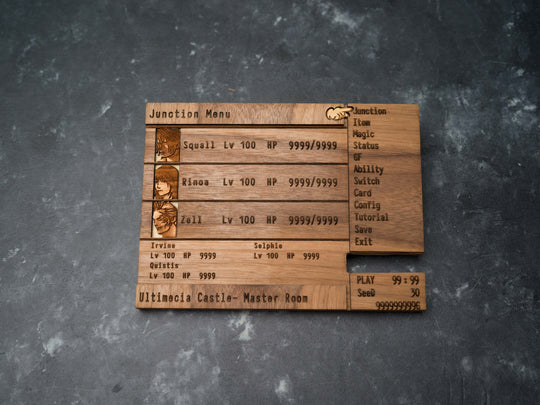 Junction Menu
Squall Lv 100 HP 9999/9999
Rinoa Lv 100 HP 9999/9999
Zell Lv 100 HP 9999/9999
Irvine Selphie
Lv 100 HP 9999 Lv 100 HP 9999
Quistis
Lv 100 HP 9999
Ultimecia Castle- Master Room
Junction
Item
Magic
Status
GF
Ability
Switch
Card
Config
Tutorial
Save
Exit
PLAY 99:99
SeeD 30